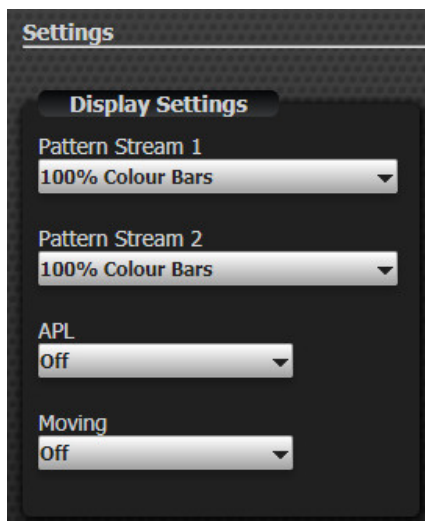 Settings
Display Settings
Pattern Stream 1
100% Colour Bars
Pattern Stream 2
100% Colour Bars
APL
Off
Moving
Off